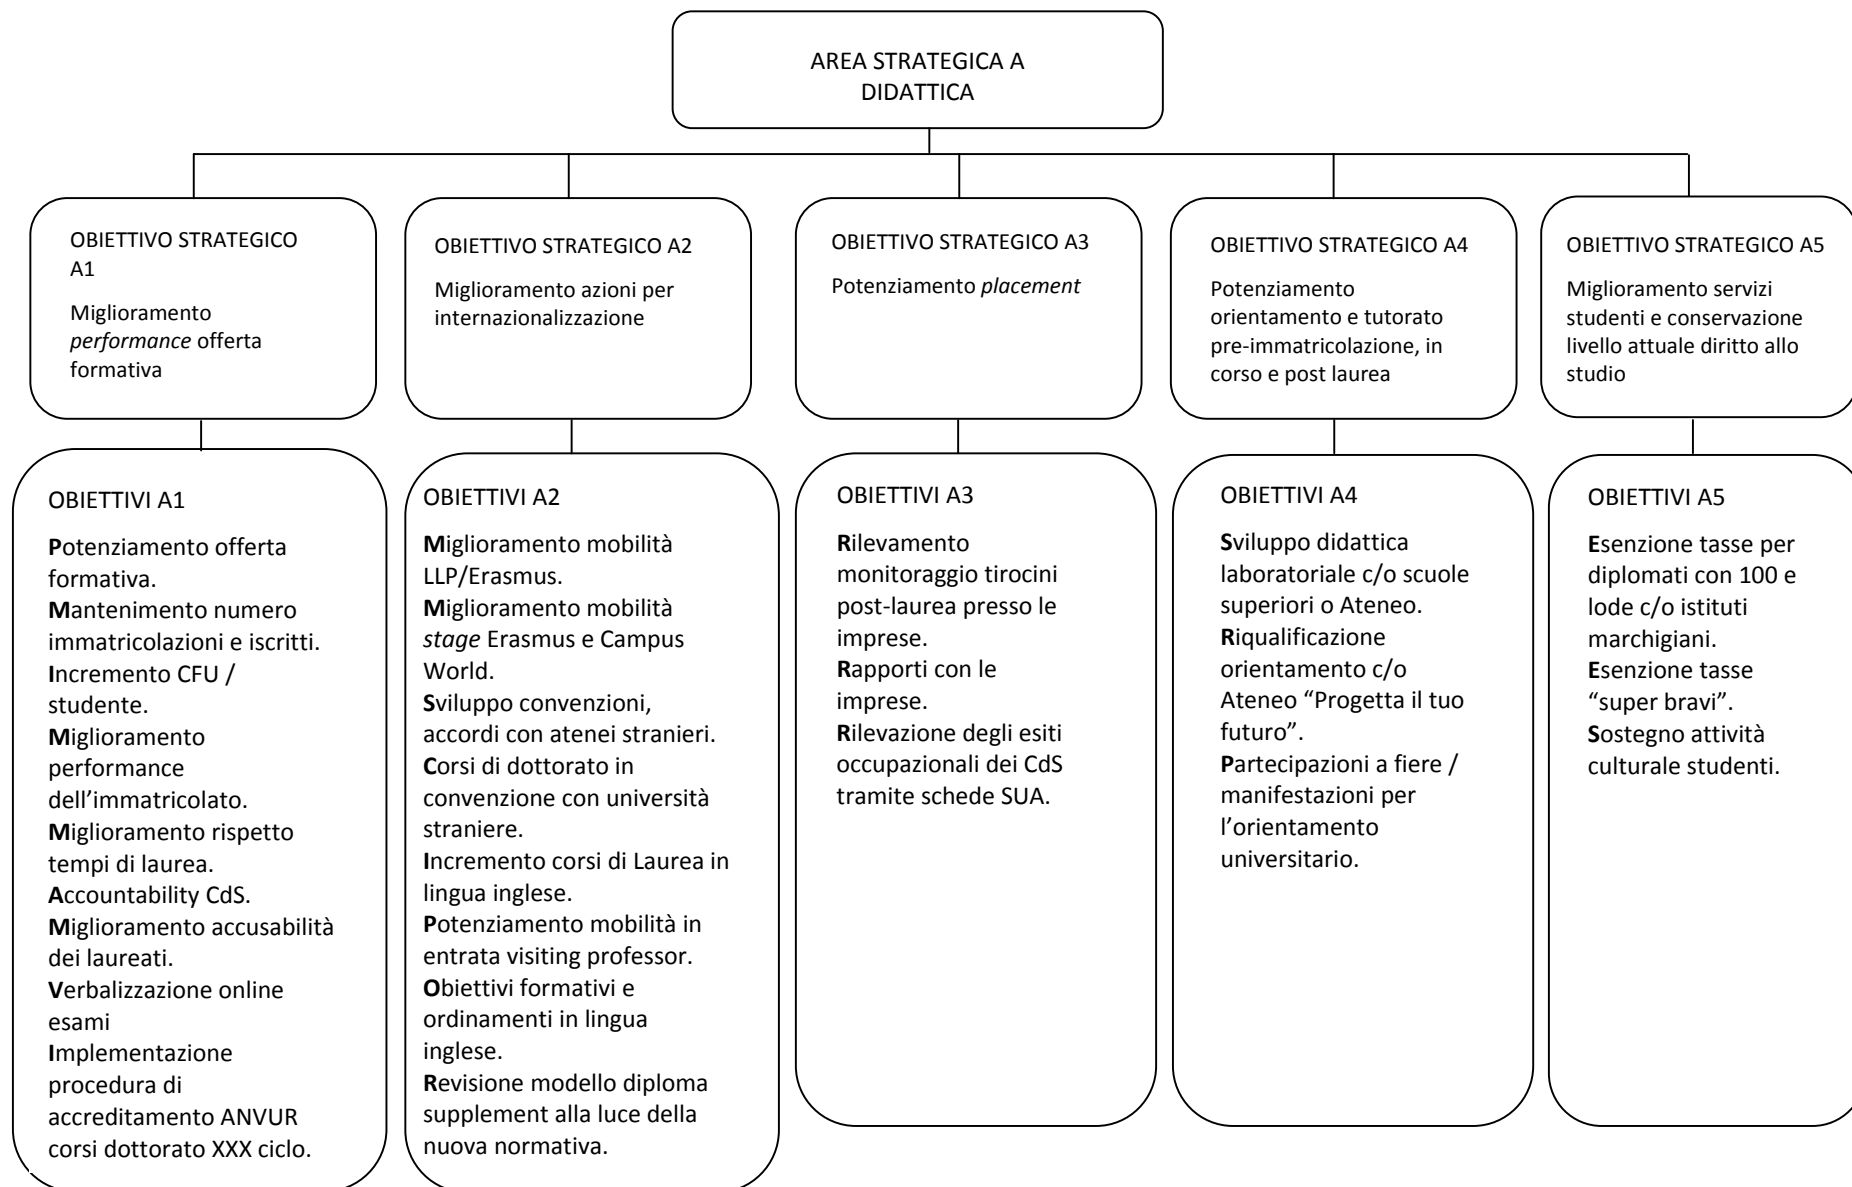 AREA STRATEGICA A
DIDATTICA
OBIETTIVO STRATEGICO
A1
Miglioramento
performance offerta
formativa
OBIETTIVO STRATEGICO A2
Miglioramento azioni per
internazionalizzazione
OBIETTIVO STRATEGICO A3
Potenziamento placement
OBIETTIVO STRATEGICO A4
Potenziamento
orientamento e tutorato
pre-immatricolazione, in
corso e post laurea
OBIETTIVO STRATEGICO A5
Miglioramento servizi
studenti e conservazione
livello attuale diritto allo
studio
OBIETTIVI A1
Potenziamento offerta
formativa.
Mantenimento numero
immatricolazioni e iscritti.
Incremento CFU /
studente.
Miglioramento
performance
dell’immatricolato.
Miglioramento rispetto
tempi di laurea.
Accountability CdS.
Miglioramento accusabilità
dei laureati.
Verbalizzazione online
esami
Implementazione
procedura di
accreditamento ANVUR
corsi dottorato XXX ciclo.
OBIETTIVI A2
Miglioramento mobilità
LLP/Erasmus.
Miglioramento mobilità
stage Erasmus e Campus
World.
Sviluppo convenzioni,
accordi con atenei stranieri.
Corsi di dottorato in
convenzione con università
straniere.
Incremento corsi di Laurea in
lingua inglese.
Potenziamento mobilità in
entrata visiting professor.
Obiettivi formativi e
ordinamenti in lingua
inglese.
Revisione modello diploma
supplement alla luce della
nuova normativa.
OBIETTIVI A3
Rilevamento
monitoraggio tirocini
post-laurea presso le
imprese.
Rapporti con le
imprese.
Rilevazione degli esiti
occupazionali dei CdS
tramite schede SUA.
OBIETTIVI A4
Sviluppo didattica
laboratoriale c/o scuole
superiori o Ateneo.
Riqualificazione
orientamento c/o
Ateneo “Progetta il tuo
futuro”.
Partecipazioni a fiere /
manifestazioni per
l’orientamento
universitario.
OBIETTIVI A5
Esenzione tasse per
diplomati con 100 e
lode c/o istituti
marchigiani.
Esenzione tasse
“super bravi”.
Sostegno attività
culturale studenti.